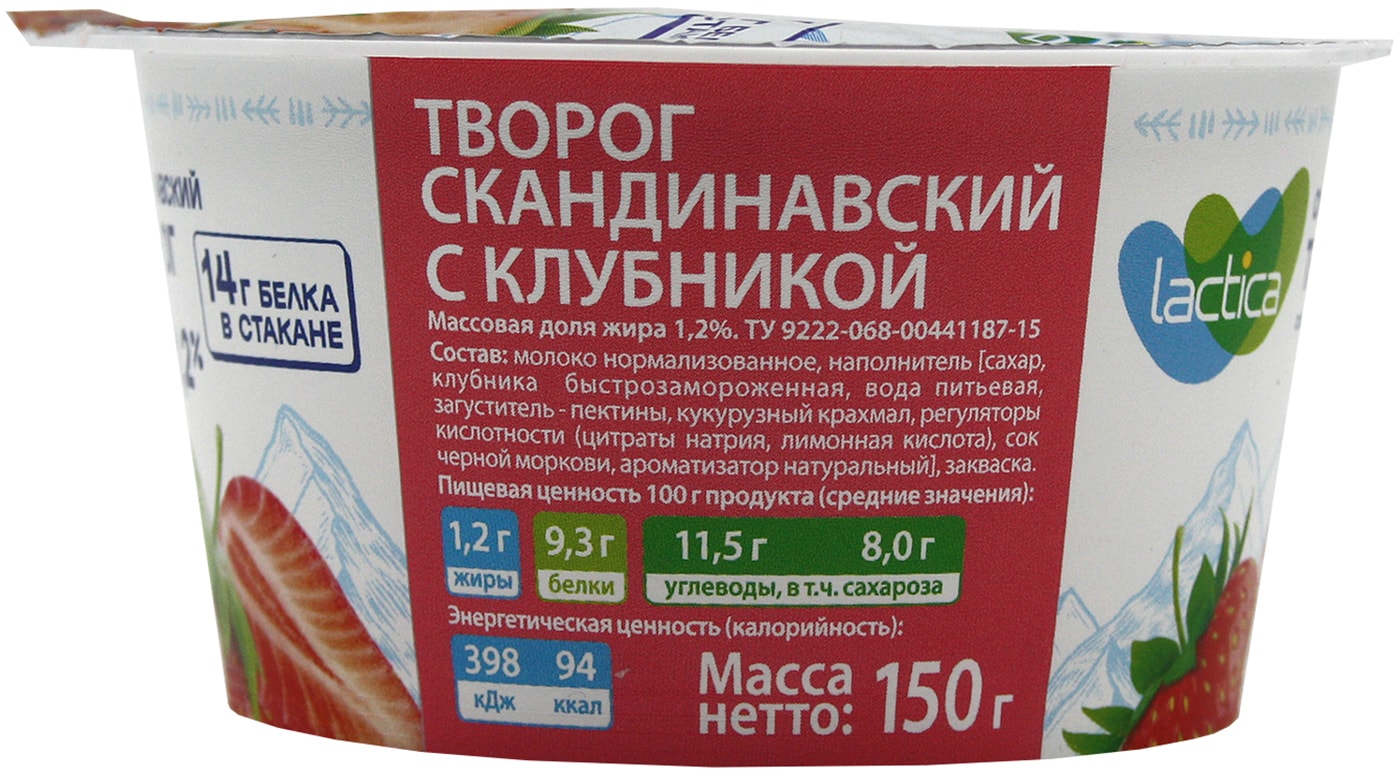 ТВОРОГ
СКАНДИНАВСКИЙ
С КЛУБНИКОЙ
Массовая доля жира 1,2%. ТУ 9222-068-00441187-15
Состав: молоко нормализованное, наполнитель [сахар,
клубника быстрозамороженная, вода питьевая,
загуститель - пектины, кукурузный крахмал, регуляторы
кислотности (цитраты натрия, лимонная кислота), сок
черной моркови, ароматизатор натуральный], закваска.
Пищевая ценность 100 г продукта (средние значения):
1,2 г 9,3 г 11,5 г 8,0 г
жиры белки углеводы, в т.ч. сахароза
Энергетическая ценность (калорийность):
398 94
кДж ккал
Масса
нетто: 150 г
14 г БЕЛКА
В СТАКАНЕ
2%
lactica